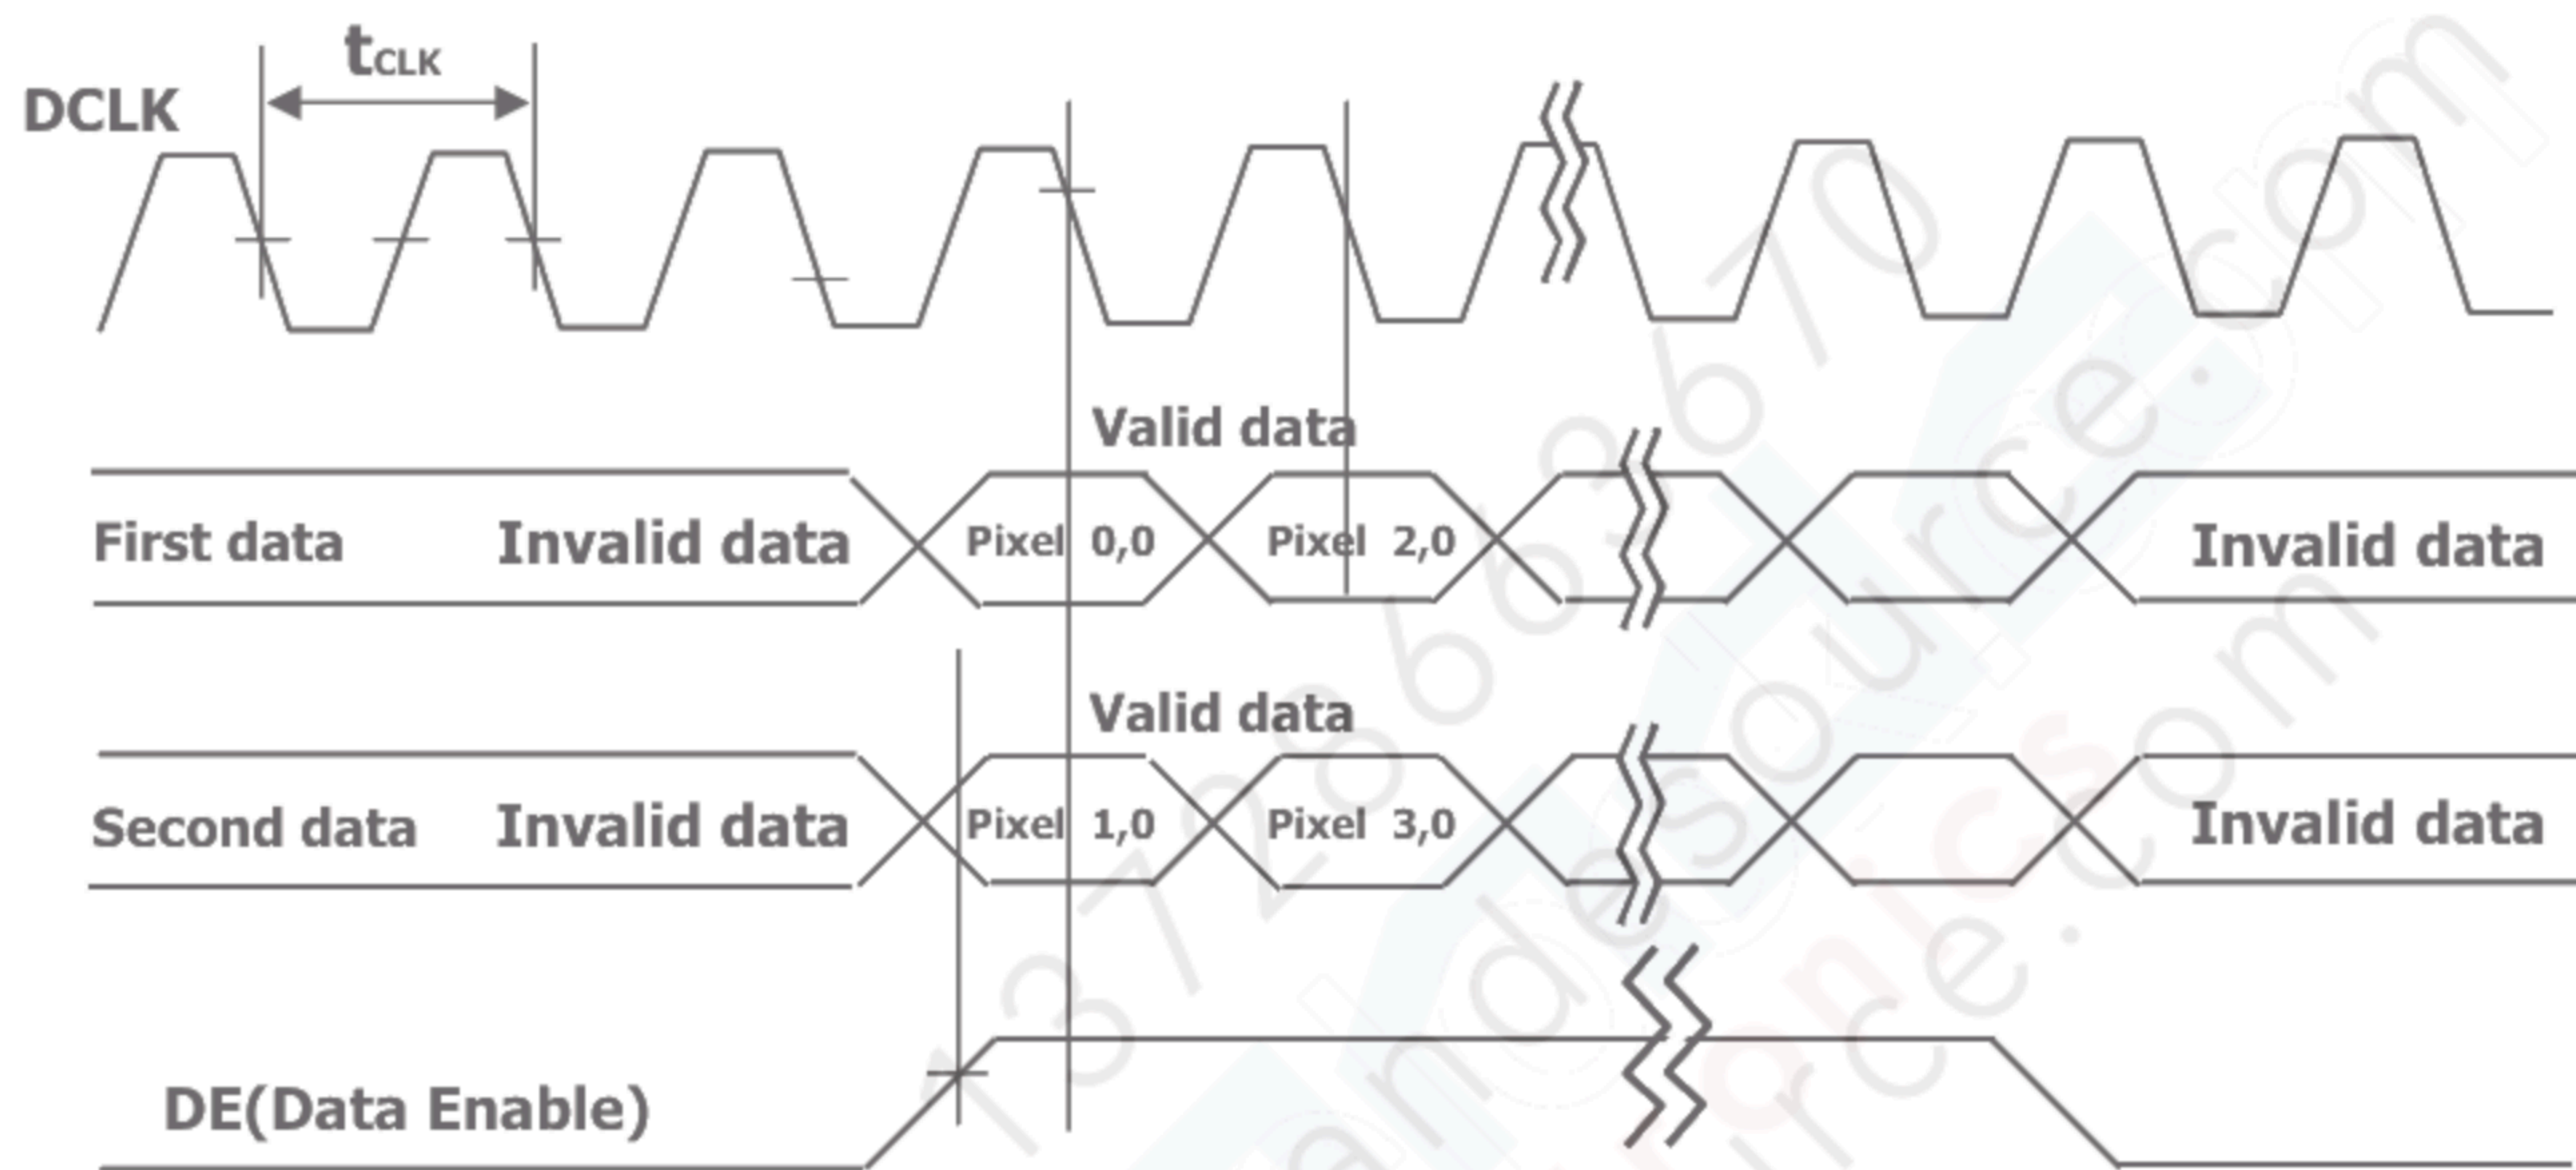 tCLK
DCLK
Valid data
First data Invalid data Pixel 0,0 Pixel 2,0 Invalid data
Valid data
Second data Invalid data Pixel 1,0 Pixel 3,0 Invalid data
DE(Data Enable)
13728663670